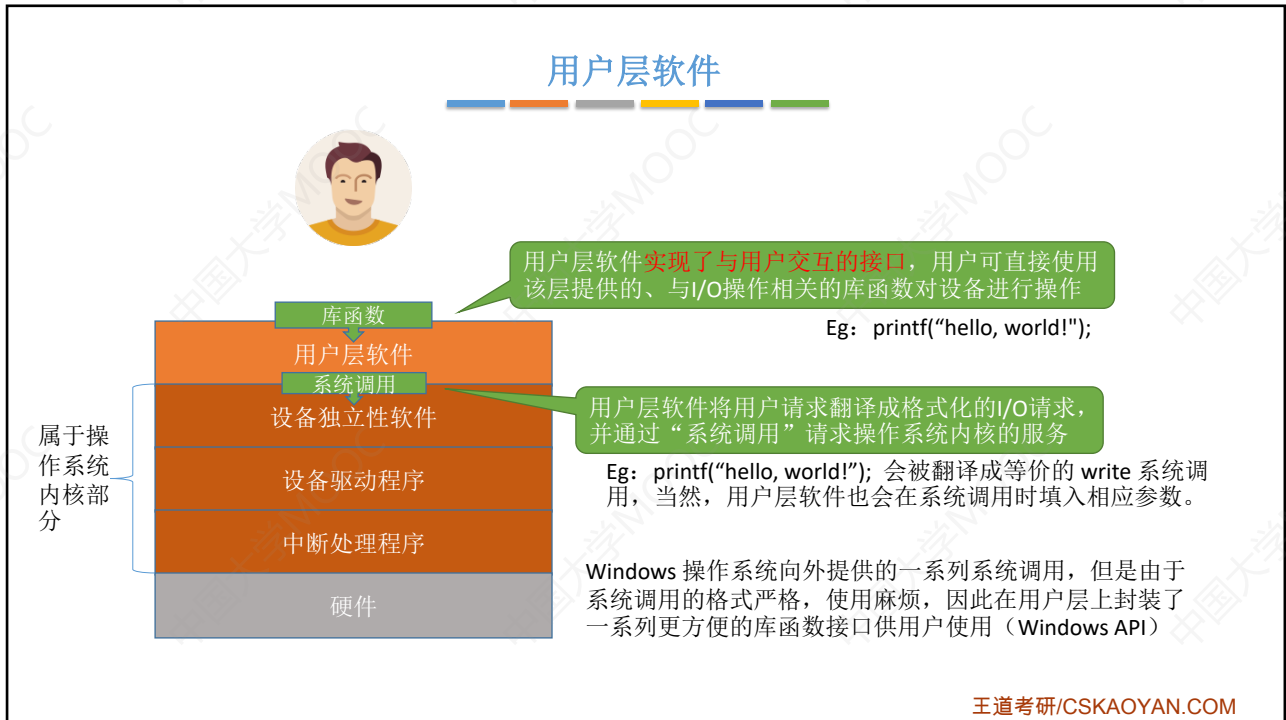 用户层软件
用户层软件实现了与用户交互的接口，用户可直接使用
该层提供的、与I/O操作相关的库函数对设备进行操作
Eg：printf(“hello, world!");
库函数
用户层软件
系统调用
设备独立性软件
设备驱动程序
中断处理程序
硬件
属于操
作系统
内核部
分
用户层软件将用户请求翻译成格式化的I/O请求，
并通过“系统调用”请求操作系统内核的服务
Eg：printf(“hello, world!”); 会被翻译成等价的 write 系统调
用，当然，用户层软件也会在系统调用时填入相应参数。
Windows 操作系统向外提供的一系列系统调用，但是由于
系统调用的格式严格，使用麻烦，因此在用户层上封装了
一系列更方便的库函数接口供用户使用（Windows API）
王道考研/CSKAOYAN.COM
中国大学MOOC